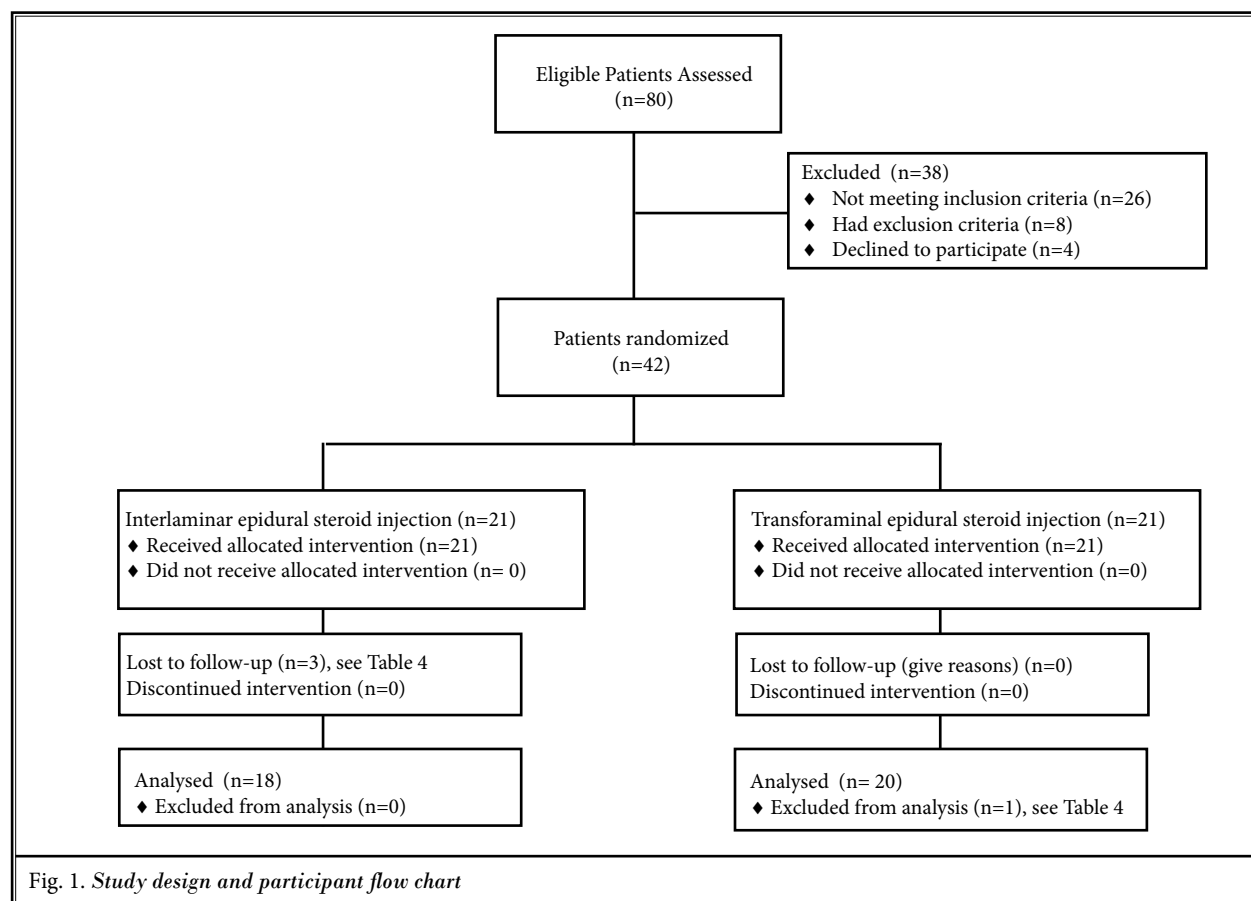 Eligible Patients Assessed
(n=80)
Excluded (n=38)
♦ Not meeting inclusion criteria (n=26)
♦ Had exclusion criteria (n=8)
♦ Declined to participate (n=4)
Patients randomized
(n=42)
Interlaminar epidural steroid injection (n=21)
♦ Received allocated intervention (n=21)
♦ Did not receive allocated intervention (n= 0)
Transforaminal epidural steroid injection (n=21)
♦ Received allocated intervention (n=21)
♦ Did not receive allocated intervention (n=0)
Lost to follow-up (n=3), see Table 4
Discontinued intervention (n=0)
Lost to follow-up (give reasons) (n=0)
Discontinued intervention (n=0)
Analysed (n=18)
♦ Excluded from analysis (n=0)
Analysed (n= 20)
♦ Excluded from analysis (n=1), see Table 4
Fig. 1. Study design and participant flow chart